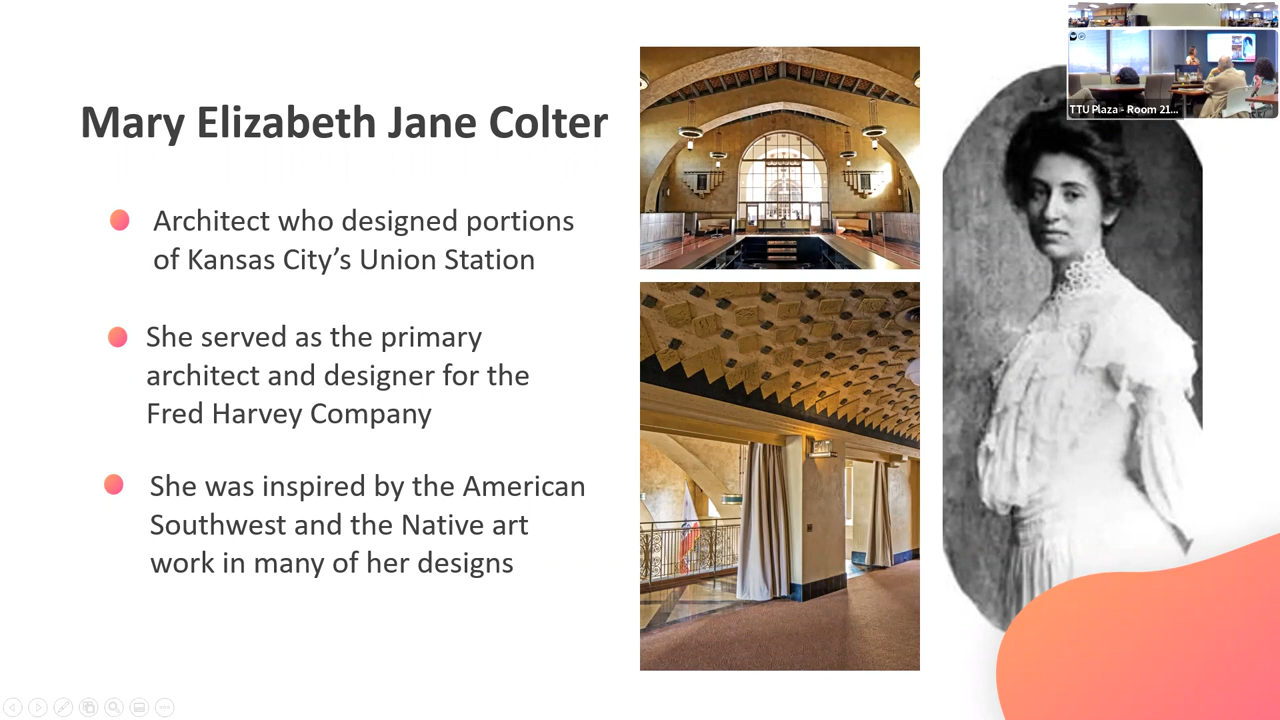 Mary Elizabeth Jane Colter
Architect who designed portions
of Kansas City's Union Station
She served as the primary
architect and designer for the
Fred Harvey Company
She was inspired by the American
Southwest and the Native art
work in many of her designs
TTU Plaza - Room 21...